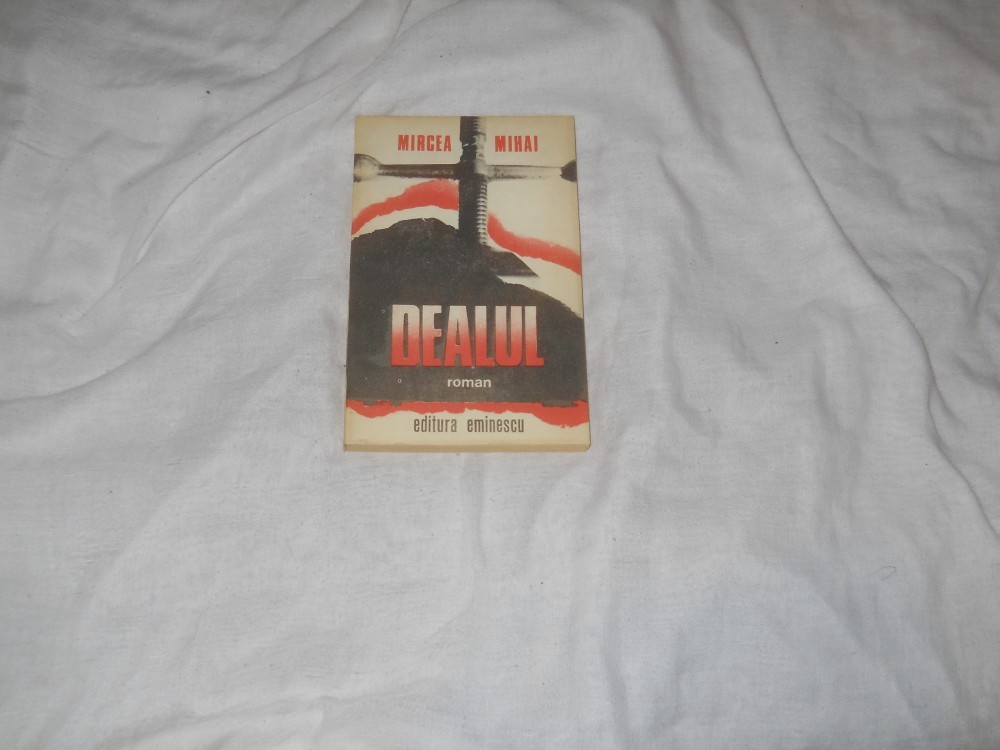 MIRCEA MIHAI
DEALUL
roman
editura eminescu